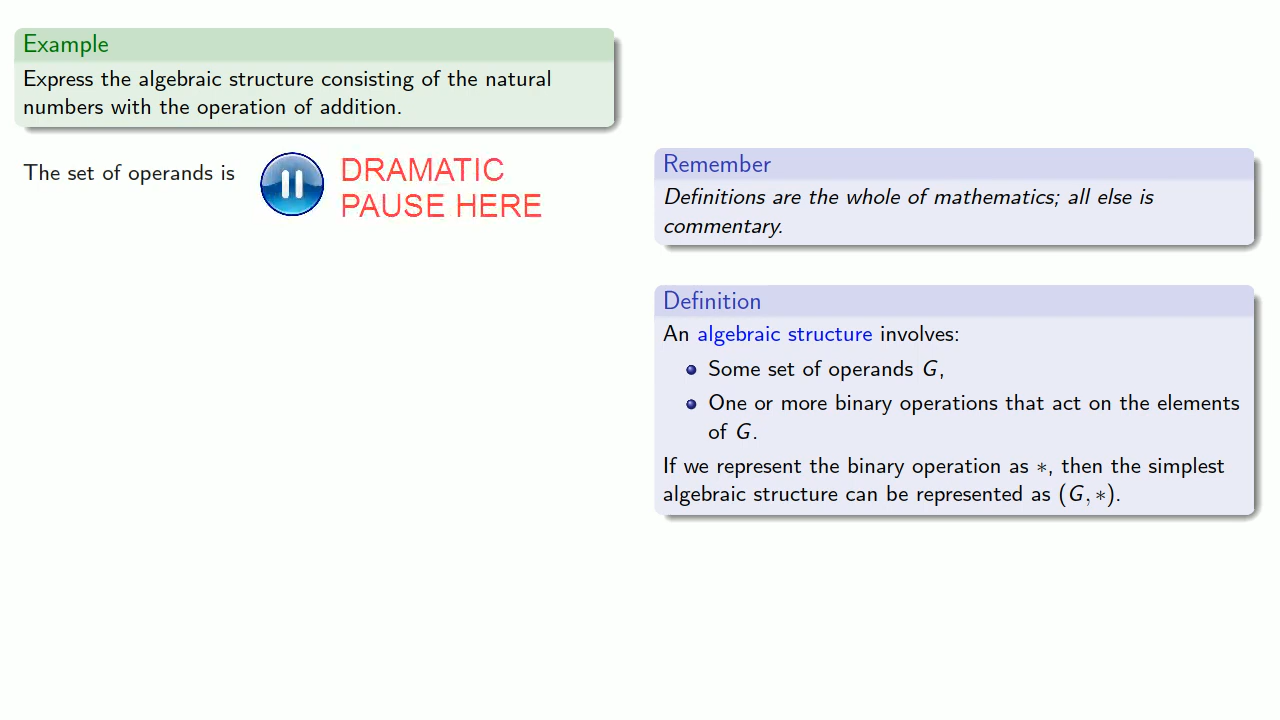 Example
Express the algebraic structure consisting of the natural
numbers with the operation of addition.
The set of operands is
DRAMATIC
PAUSE HERE
Remember
Definitions are the whole of mathematics; all else is
commentary.
Definition
An algebraic structure involves:
Some set of operands G,
One or more binary operations that act on the elements
of G.
If we represent the binary operation as ∗, then the simplest
algebraic structure can be represented as (G, ∗).